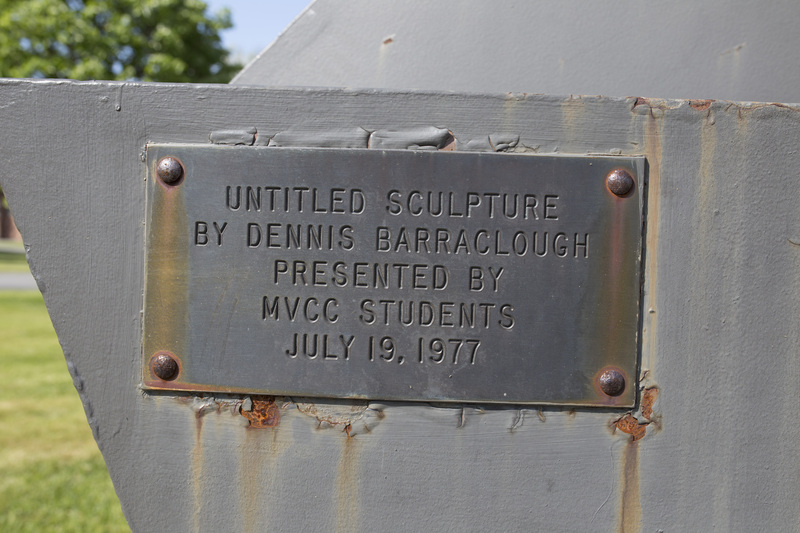 UNTITLED SCULPTURE
BY DENNIS BARRACLOUGH
PRESENTED BY
MVCC STUDENTS
JULY 19, 1977